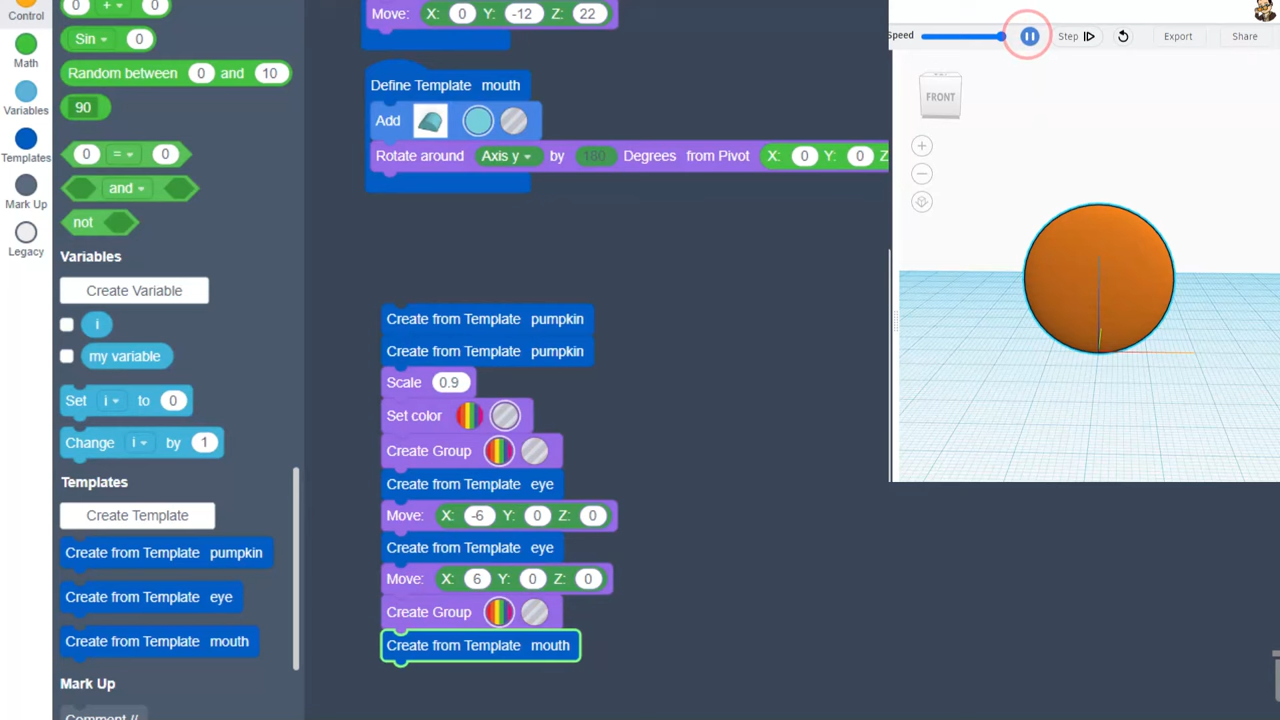 Control
Math
Variables
Templates
Mark Up
Legacy
0 + 0
Sin 0
Random between 0 and 10
90
0 = 0
and
not
Variables
Create Variable
i
my variable
Set i to 0
Change i by 1
Templates
Create Template
Create from Template pumpkin
Create from Template eye
Create from Template mouth
Mark Up
Comment //
Move: X: 0 Y: -12 Z: 22
Define Template mouth
Add
Rotate around Axis y by 180 Degrees from Pivot X: 0 Y: 0 Z
Create from Template pumpkin
Create from Template pumpkin
Scale 0.9
Set color
Create Group
Create from Template eye
Move: X: -6 Y: 0 Z: 0
Create from Template eye
Move: X: 6 Y: 0 Z: 0
Create Group
Create from Template mouth
Speed Step Export Share
FRONT